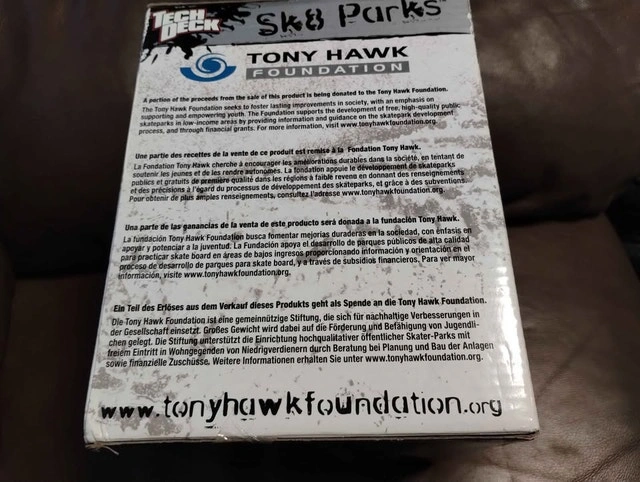 TECH DECK Sk8 Parks
TONY HAWK
FOUNDATION
A portion of the proceeds from the sale of this product is being donated to the Tony Hawk Foundation.
The Tony Hawk Foundation seeks to foster lasting improvements in society, with an emphasis on
supporting and empowering youth. The Foundation supports the development of free, high-quality public
skateparks in low-income areas by providing information and guidance on the skatepark development
process, and through financial grants. For more information, visit www.tonyhawkfoundation.org.
Une partie des recettes de la vente de ce produit est remise à la Fondation Tony Hawk.
La Fondation Tony Hawk cherche à encourager les améliorations durables dans la société, en tentant de
soutenir les jeunes et de les rendre autonomes. La fondation appuie le développement de skateparks
publics et gratuits de première qualité dans les régions à faible revenu en donnant des renseignements
et des précisions à l'égard du processus de développement des skateparks, et grâce à des subventions.
Pour obtenir de plus amples renseignements, consultez l'adresse www.tonyhawkfoundation.org.
Una parte de las ganancias de la venta de este producto será donada a la fundación Tony Hawk.
La fundación Tony Hawk Foundation busca fomentar mejorías duraderas en la sociedad, con énfasis en
apoyar y potenciar a la juventud. La Fundación apoya el desarrollo de parques públicos de alta calidad
para practicar skate board en áreas de bajos ingresos proporcionando información y orientación en el
proceso de desarrollo de parques para skate board, y a través de subsidios financieros. Para ver mayor
información, visite www.tonyhawkfoundation.org.
Ein Teil des Erlöses aus dem Verkauf dieses Produkts geht als Spende an die Tony Hawk Foundation.
Die Tony Hawk Foundation ist eine gemeinnützige Stiftung, die sich für nachhaltige Verbesserungen in
der Gesellschaft einsetzt. Großes Gewicht wird dabei auf die Förderung und Befähigung von Jugendli-
chen gelegt. Die Stiftung unterstützt die Einrichtung hochqualitativer öffentlicher Skater-Parks mit
freiem Eintritt in Wohngegenden von Niedrigverdienern durch Beratung bei Planung und Bau der Anlagen
sowie finanzielle Zuschüsse. Weitere Informationen erhalten Sie unter www.tonyhawkfoundation.org.
www.tonyhawkfoundation.org